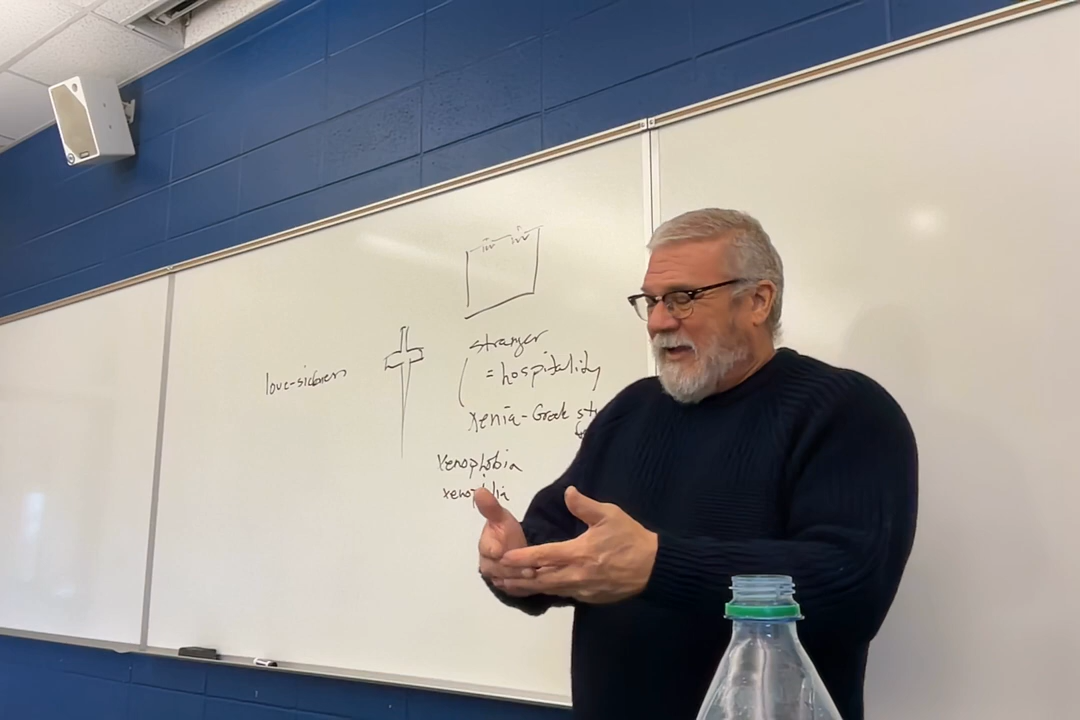 stranger
= hospitality
love-sickness
xenia - Greek
xenophobia